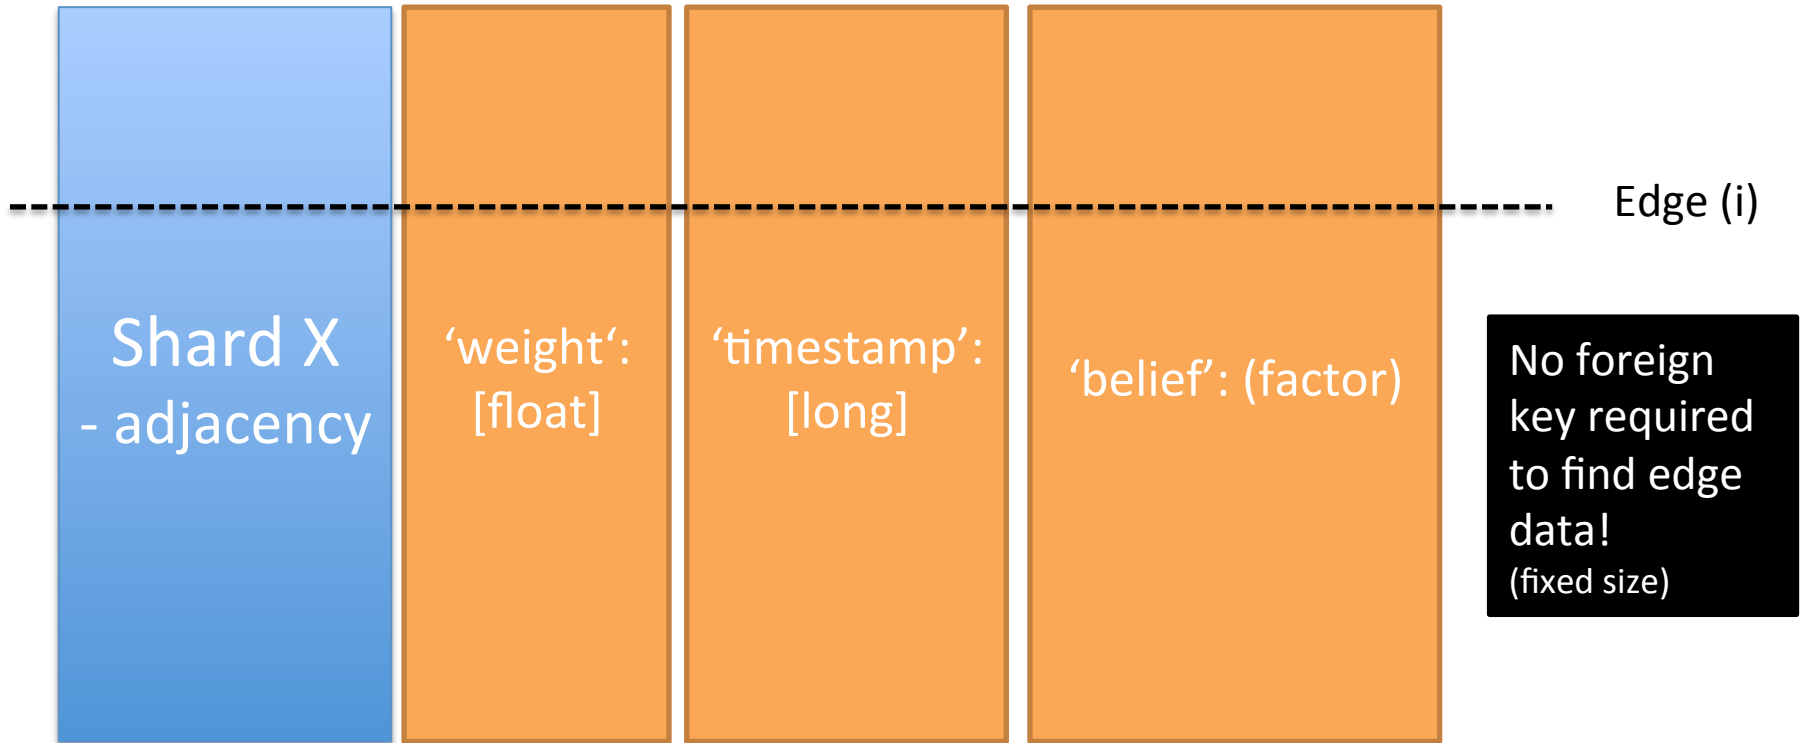 Edge (i)
Shard X
- adjacency
‘weight‘:
[float]
‘timestamp’:
[long]
‘belief’: (factor)
No foreign
key required
to find edge
data!
(fixed size)